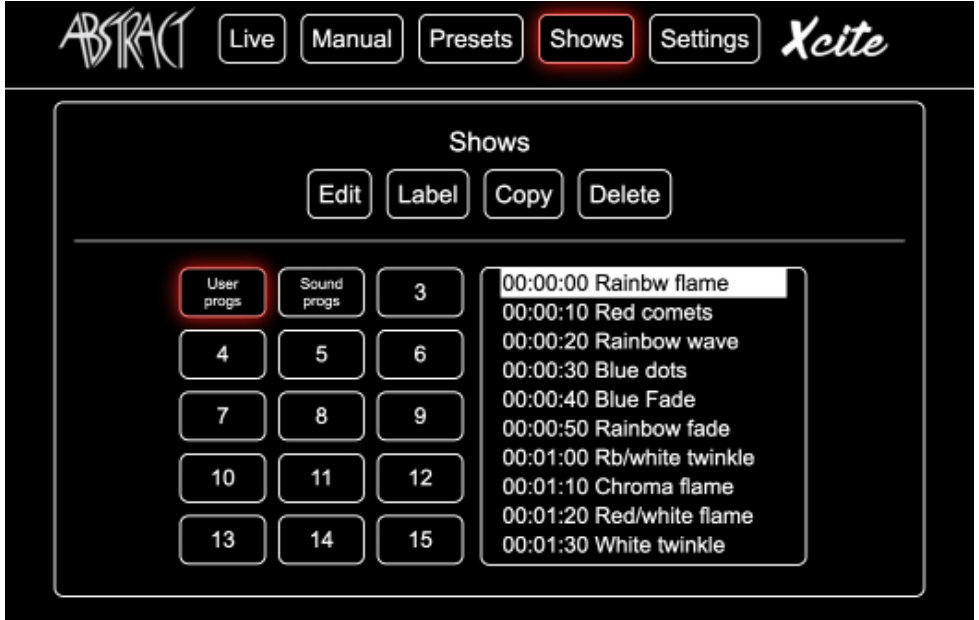 ABSTRACT Live Manual Presets Shows Settings Xcite
Shows
Edit Label Copy Delete
User progs Sound progs 3
4 5 6
7 8 9
10 11 12
13 14 15
00:00:00 Rainbw flame
00:00:10 Red comets
00:00:20 Rainbow wave
00:00:30 Blue dots
00:00:40 Blue Fade
00:00:50 Rainbow fade
00:01:00 Rb/white twinkle
00:01:10 Chroma flame
00:01:20 Red/white flame
00:01:30 White twinkle